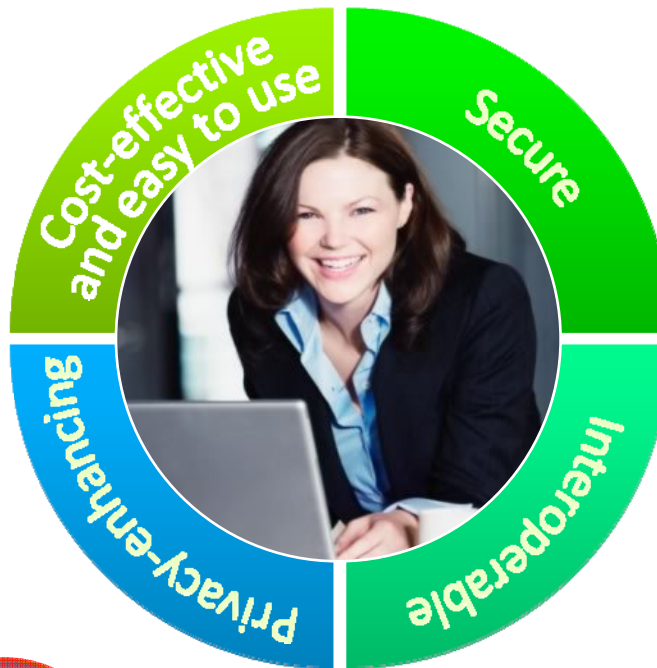 Cost-effective
and easy to use
Secure
Interoperable
privacy-enhancing